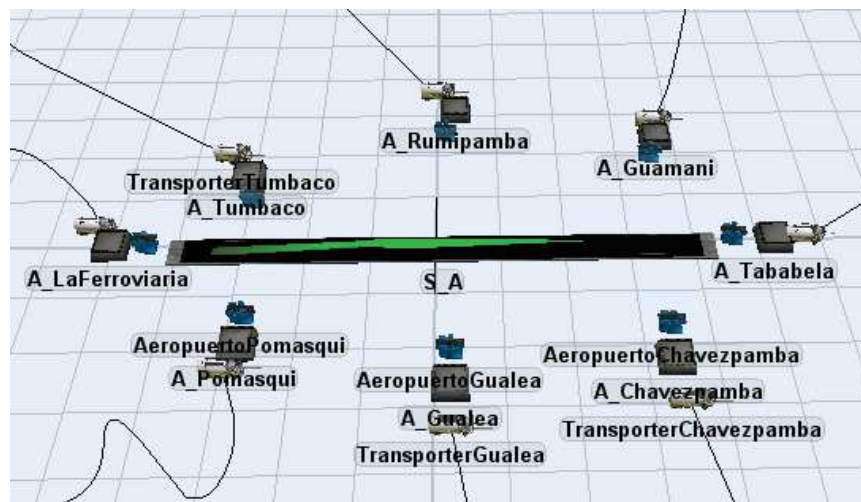 A_Rumipamba
A_Guamani
TransporterTumbaco
A_Tumbaco
A_LaFerroviaria
S_A
A_Tababela
AeropuertoPomasqui
A_Pomasqui
AeropuertoGualea
A_Gualea
TransporterGualea
AeropuertoChavezpamba
A_Chavezpamba
TransporterChavezpamba